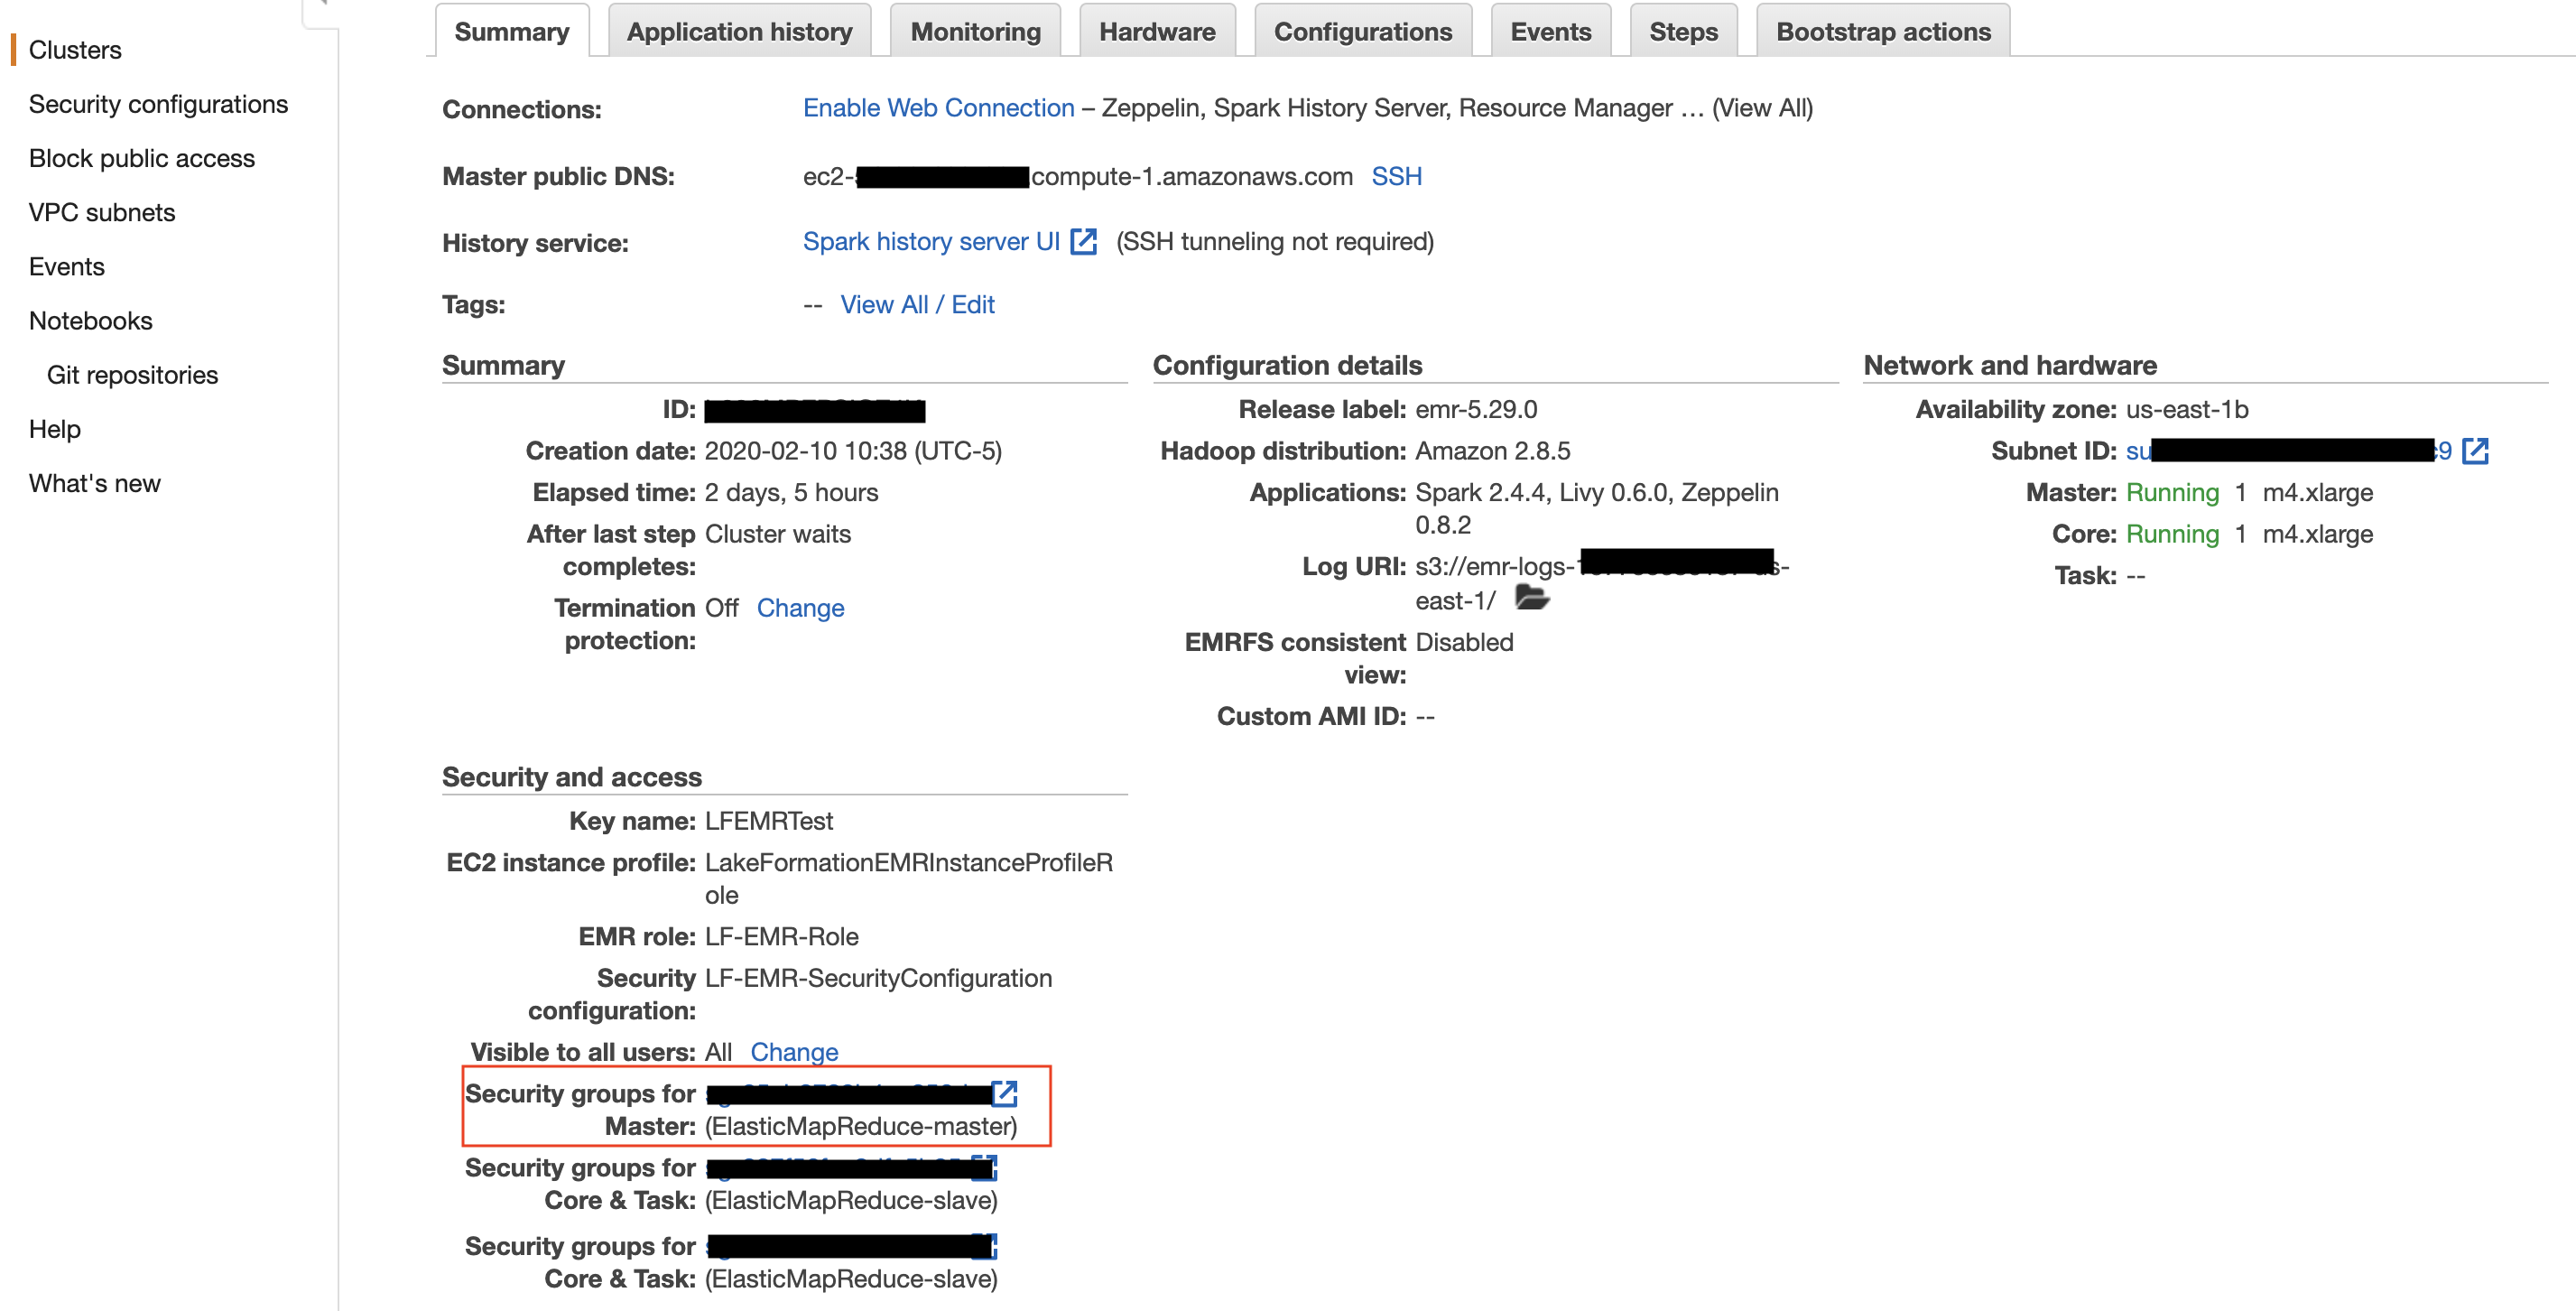 Clusters
Security configurations
Block public access
VPC subnets
Events
Notebooks
Git repositories
Help
What's new
Summary Application history Monitoring Hardware Configurations Events Steps Bootstrap actions
Connections: Enable Web Connection – Zeppelin, Spark History Server, Resource Manager … (View All)
Master public DNS: ec2- compute-1.amazonaws.com SSH
History service: Spark history server UI (SSH tunneling not required)
Tags: -- View All / Edit
Summary
ID:
Creation date: 2020-02-10 10:38 (UTC-5)
Elapsed time: 2 days, 5 hours
After last step Cluster waits
completes:
Termination Off Change
protection:
Configuration details
Release label: emr-5.29.0
Hadoop distribution: Amazon 2.8.5
Applications: Spark 2.4.4, Livy 0.6.0, Zeppelin
0.8.2
Log URI: s3://emr-logs- s-
east-1/
EMRFS consistent Disabled
view:
Custom AMI ID: --
Network and hardware
Availability zone: us-east-1b
Subnet ID: su 9
Master: Running 1 m4.xlarge
Core: Running 1 m4.xlarge
Task: --
Security and access
Key name: LFEMRTest
EC2 instance profile: LakeFormationEMRInstanceProfileR
ole
EMR role: LF-EMR-Role
Security LF-EMR-SecurityConfiguration
configuration:
Visible to all users: All Change
Security groups for
Master: (ElasticMapReduce-master)
Security groups for
Core & Task: (ElasticMapReduce-slave)
Security groups for
Core & Task: (ElasticMapReduce-slave)